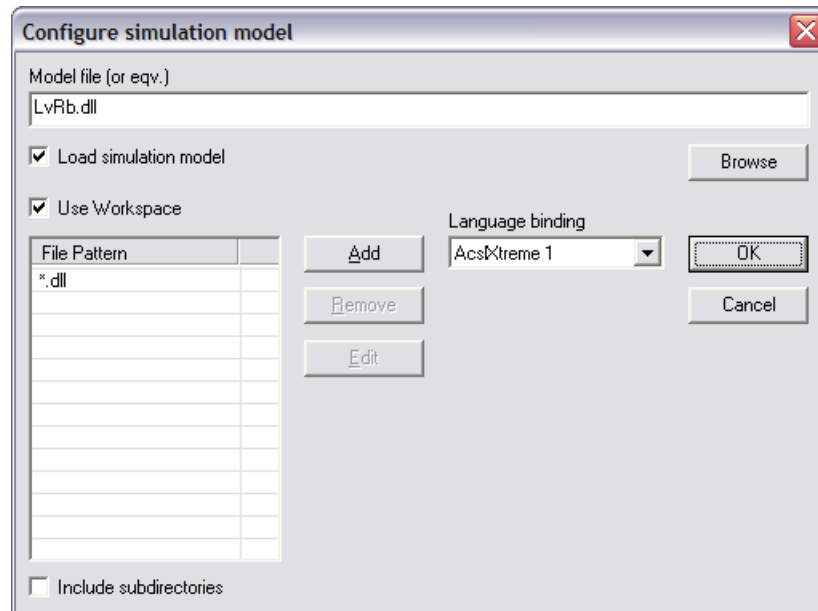 Configure simulation model
Model file (or eqv.)
LvRb.dll
Load simulation model
Browse
Use Workspace
Language binding
File Pattern
Add
AcslXtreme 1
OK
*.dll
Remove
Cancel
Edit
Include subdirectories